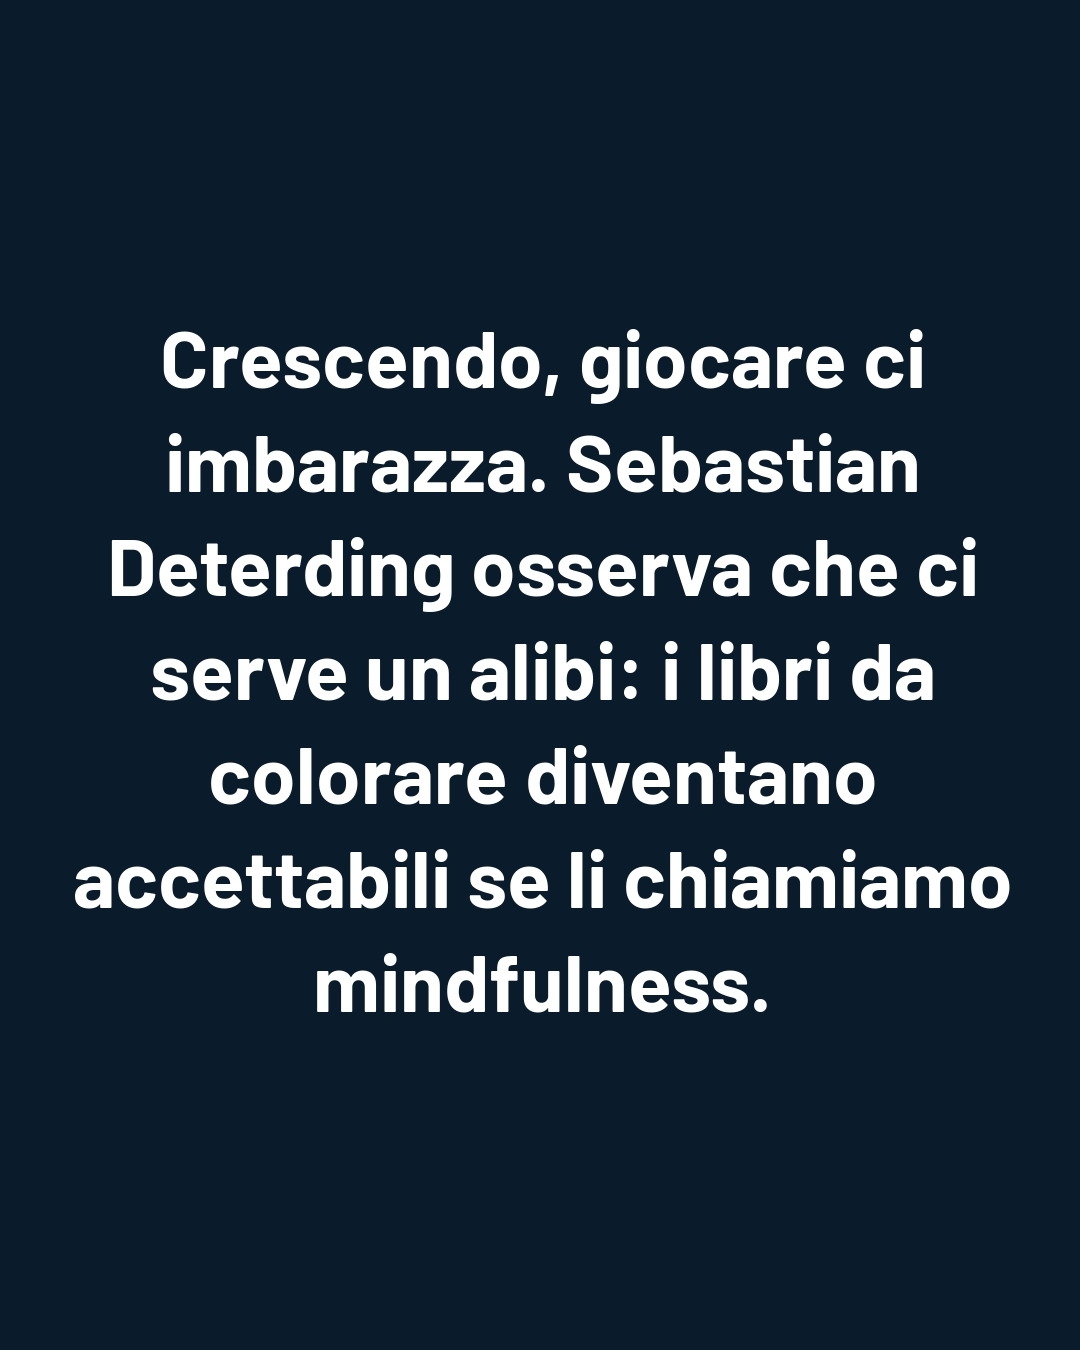 Crescendo, giocare ci
imbarazza. Sebastian
Deterding osserva che ci
serve un alibi: i libri da
colorare diventano
accettabili se li chiamiamo
mindfulness.